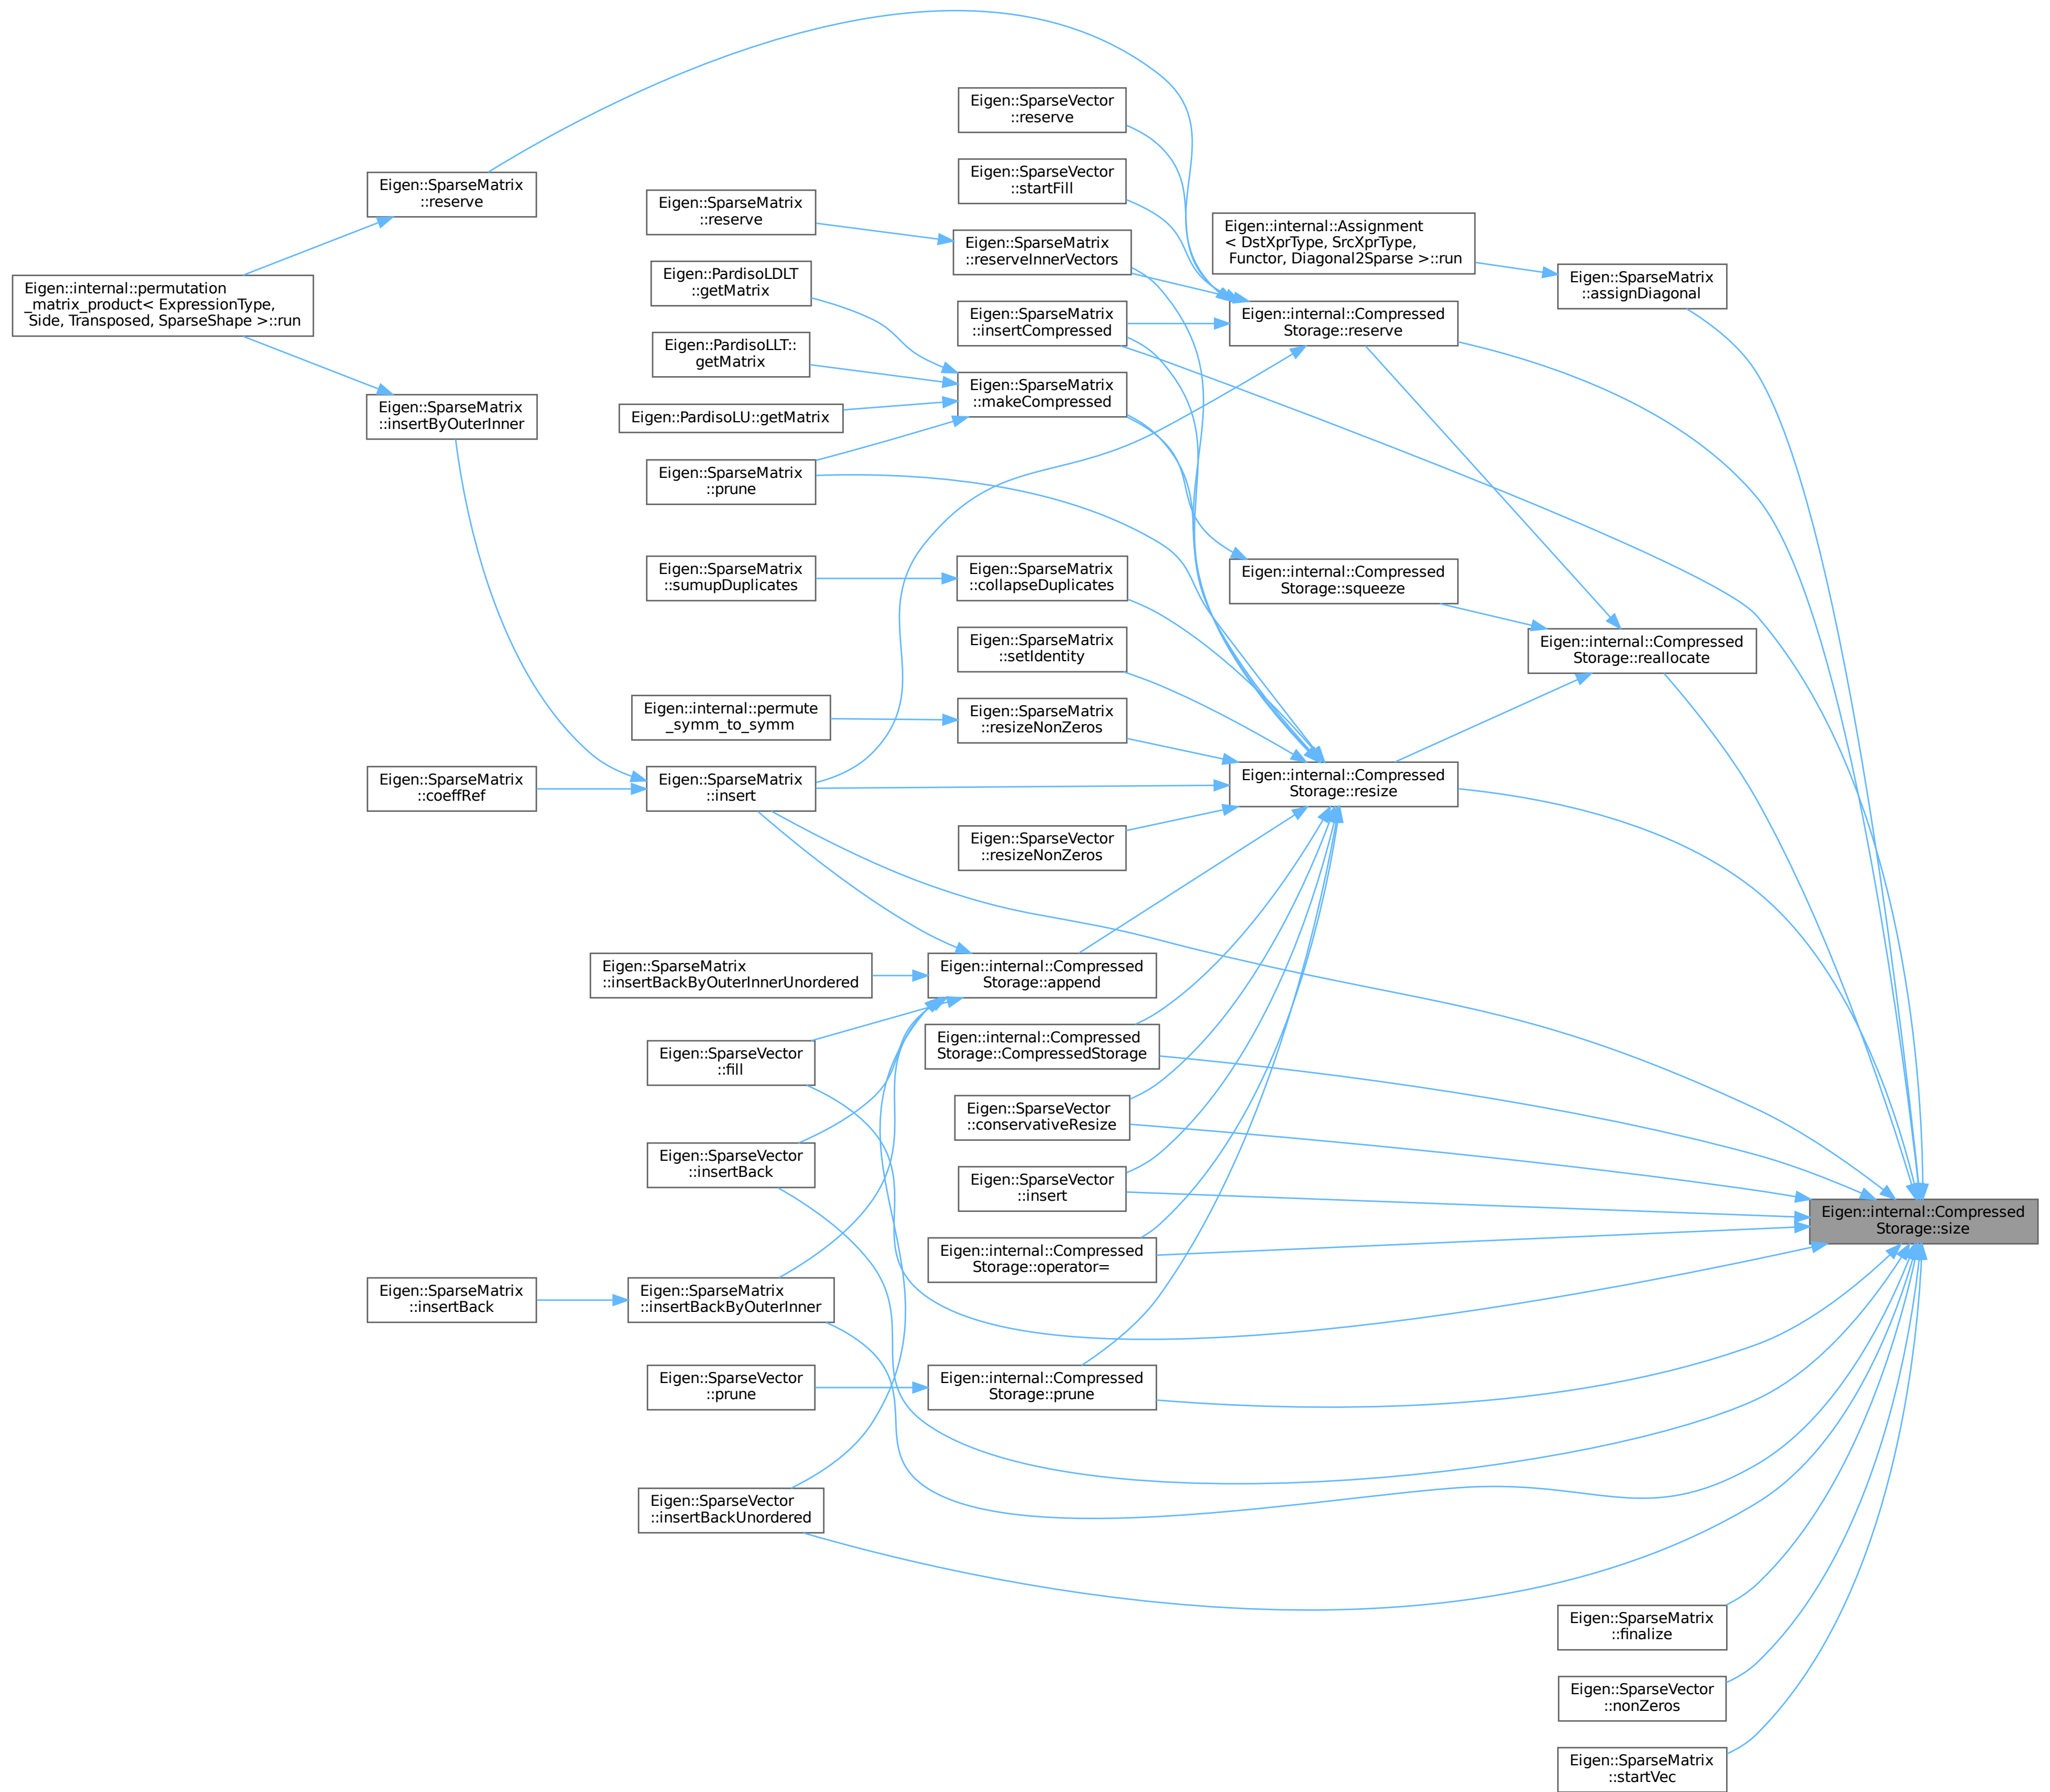 Eigen::SparseVector
::reserve
Eigen::SparseVector
::startFill
Eigen::SparseMatrix
::reserve
Eigen::SparseMatrix
::reserve
Eigen::internal::Assignment
< DstXprType, SrcXprType,
Functor, Diagonal2Sparse >::run
Eigen::SparseMatrix
::reserveInnerVectors
Eigen::PardisoLDLT
::getMatrix
Eigen::SparseMatrix
::assignDiagonal
Eigen::internal::permutation
_matrix_product< ExpressionType,
Side, Transposed, SparseShape >::run
Eigen::SparseMatrix
::insertCompressed
Eigen::internal::Compressed
Storage::reserve
Eigen::PardisoLLT::
getMatrix
Eigen::SparseMatrix
::makeCompressed
Eigen::SparseMatrix
::insertByOuterInner
Eigen::PardisoLU::getMatrix
Eigen::SparseMatrix
::prune
Eigen::SparseMatrix
::sumupDuplicates
Eigen::SparseMatrix
::collapseDuplicates
Eigen::internal::Compressed
Storage::squeeze
Eigen::SparseMatrix
::setIdentity
Eigen::internal::Compressed
Storage::reallocate
Eigen::internal::permute
_symm_to_symm
Eigen::SparseMatrix
::resizeNonZeros
Eigen::SparseMatrix
::coeffRef
Eigen::SparseMatrix
::insert
Eigen::internal::Compressed
Storage::resize
Eigen::SparseVector
::resizeNonZeros
Eigen::SparseMatrix
::insertBackByOuterInnerUnordered
Eigen::internal::Compressed
Storage::append
Eigen::internal::Compressed
Storage::CompressedStorage
Eigen::SparseVector
::fill
Eigen::SparseVector
::conservativeResize
Eigen::SparseVector
::insertBack
Eigen::SparseVector
::insert
Eigen::internal::Compressed
Storage::size
Eigen::internal::Compressed
Storage::operator=
Eigen::SparseMatrix
::insertBack
Eigen::SparseMatrix
::insertBackByOuterInner
Eigen::SparseVector
::prune
Eigen::internal::Compressed
Storage::prune
Eigen::SparseVector
::insertBackUnordered
Eigen::SparseMatrix
::finalize
Eigen::SparseVector
::nonZeros
Eigen::SparseMatrix
::startVec